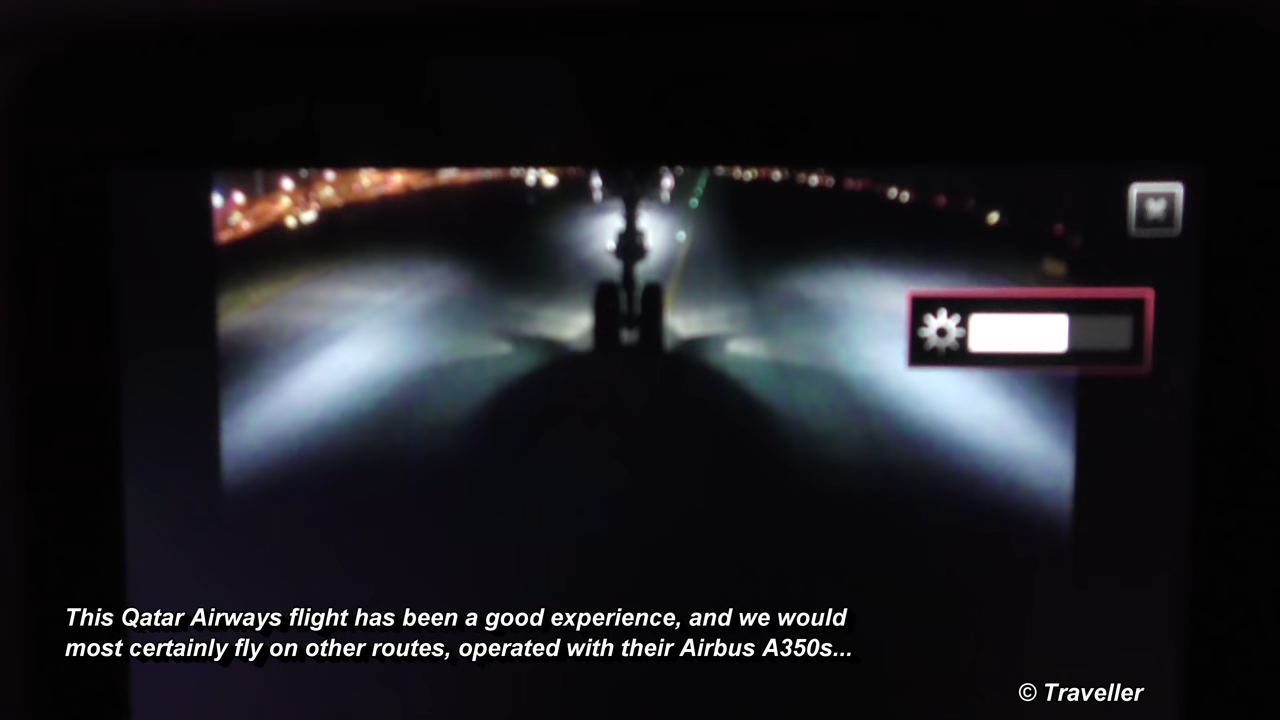 This Qatar Airways flight has been a good experience, and we would
most certainly fly on other routes, operated with their Airbus A350s...
© Traveller